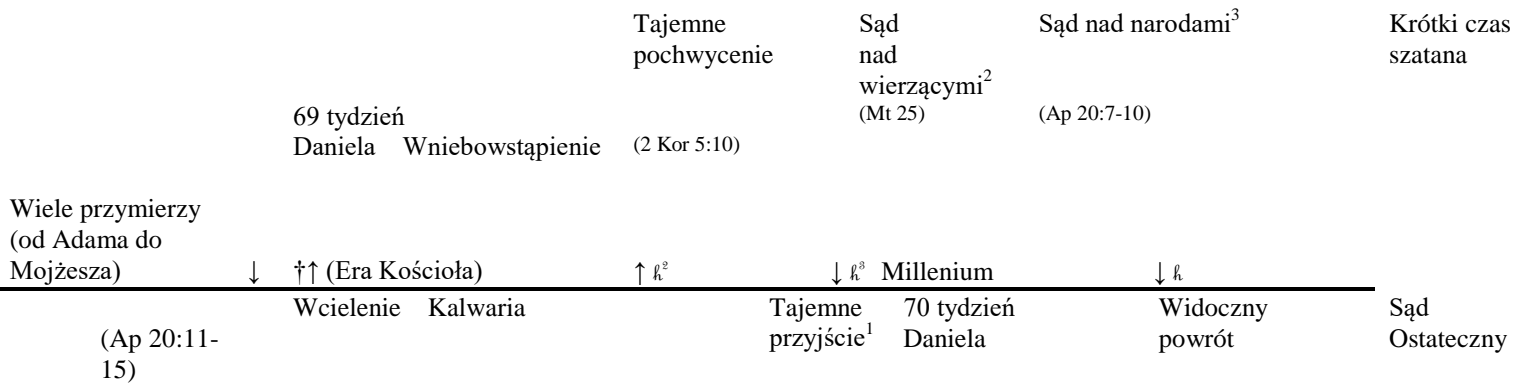 Tajemne Sąd Sąd nad narodami³ Krótki czas
pochwycenie nad szatana
wierzącymi²
69 tydzień (Mt 25) (Ap 20:7-10)
Daniela Wniebowstąpienie (2 Kor 5:10)
Wiele przymierzy
(od Adama do
Mojżesza) ↓ †↑ (Era Kościoła) ↑ ℏ² ↓ ℏ³ Millenium ↓ ℏ
Wcielenie Kalwaria Tajemne 70 tydzień Widoczny Sąd
(Ap 20:11- przyjście¹ Daniela powrót Ostateczny
15)